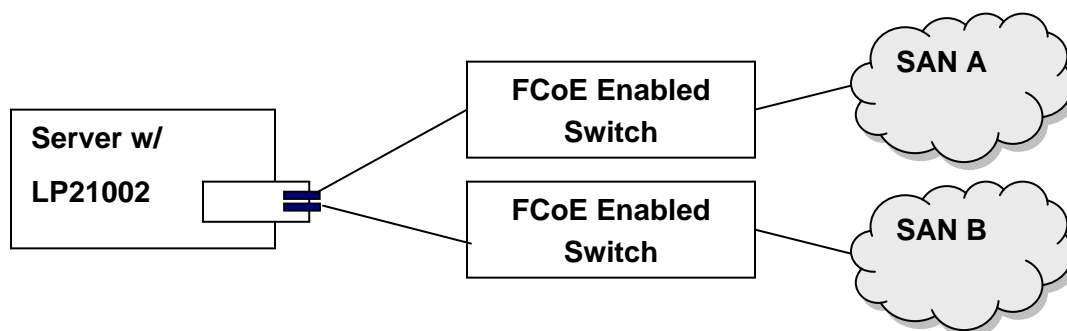 FCoE Enabled
Switch
SAN A
Server w/
LP21002
FCoE Enabled
Switch
SAN B